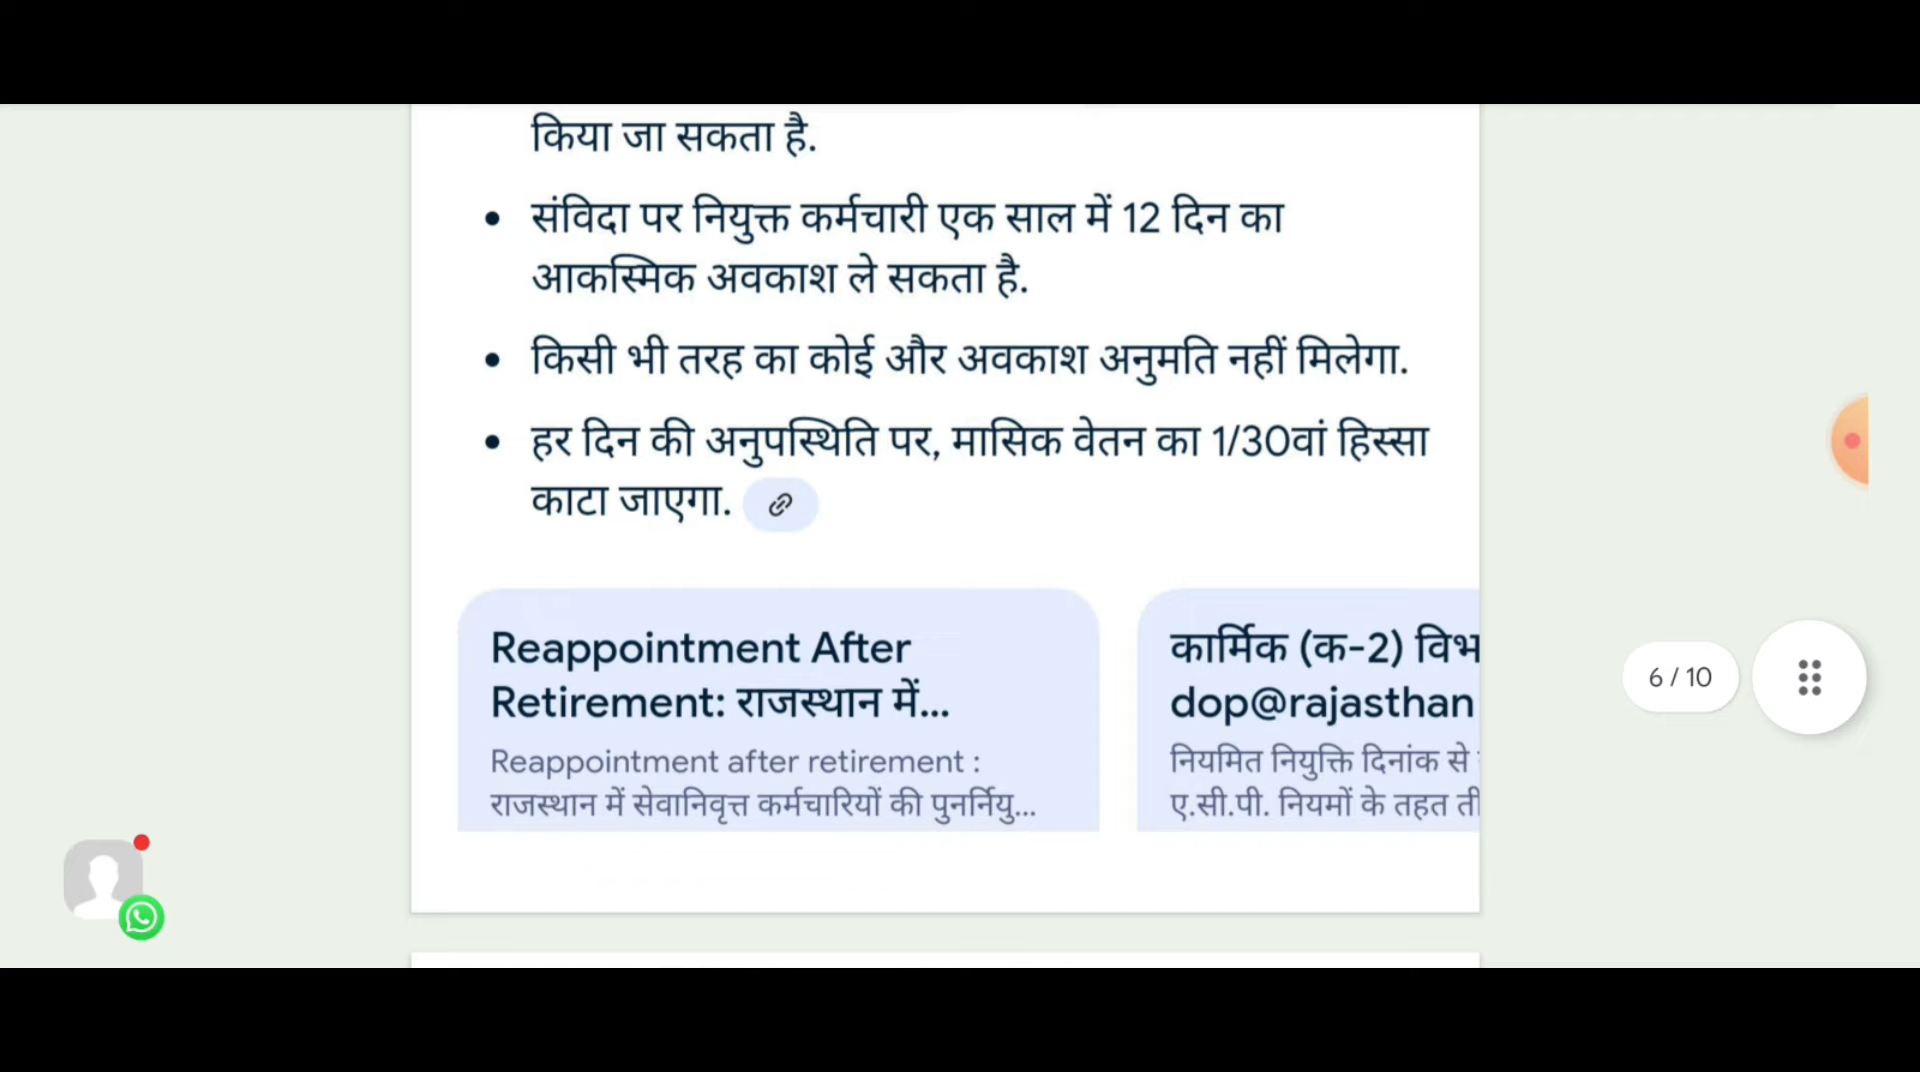 किया जा सकता है.
• संविदा पर नियुक्त कर्मचारी एक साल में 12 दिन का
आकस्मिक अवकाश ले सकता है.
• किसी भी तरह का कोई और अवकाश अनुमति नहीं मिलेगा.
• हर दिन की अनुपस्थिति पर, मासिक वेतन का 1/30वां हिस्सा
काटा जाएगा.
Reappointment After
Retirement: राजस्थान में...
Reappointment after retirement :
राजस्थान में सेवानिवृत्त कर्मचारियों की पुनर्नियु...
कार्मिक (क-2) विभ
dop@rajasthan
नियमित नियुक्ति दिनांक से
ए.सी.पी. नियमों के तहत ती
6 / 10